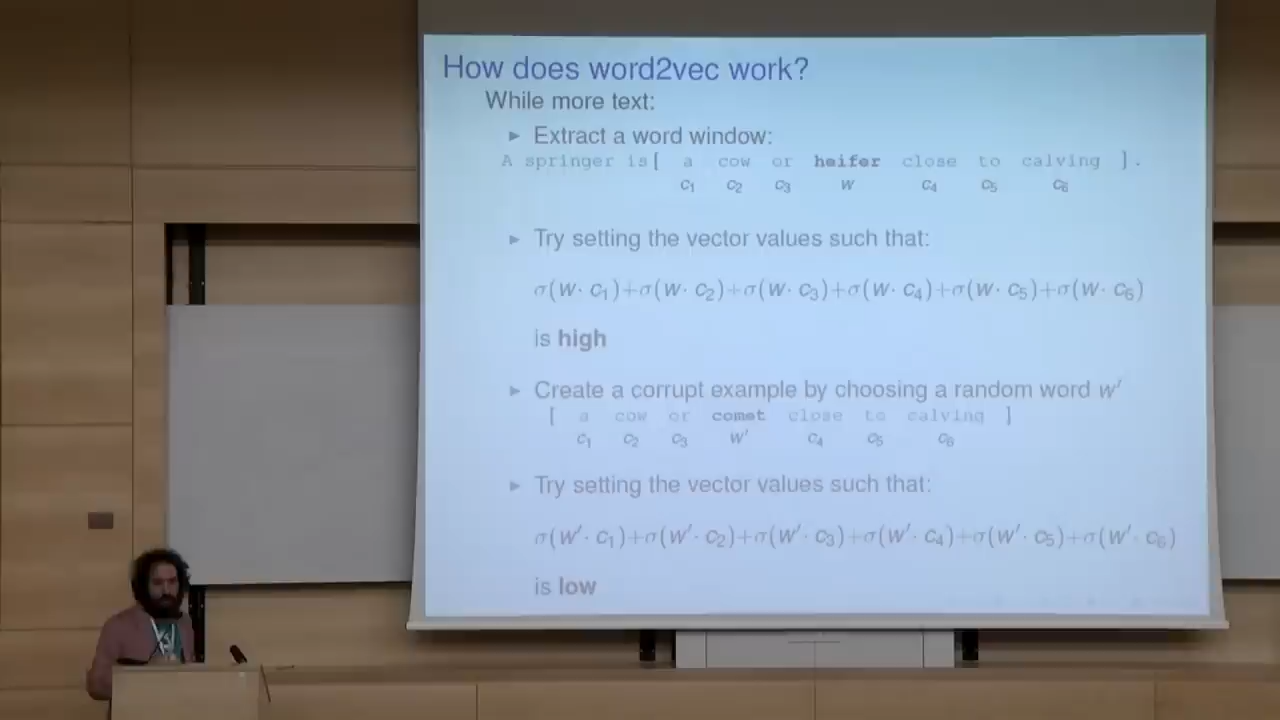 How does word2vec work?
While more text:
▸ Extract a word window:
A springer is[ a cow or heifer close to calving ].
c₁ c₂ c₃ w c₄ c₅ c₆
▸ Try setting the vector values such that:
σ(w· c₁)+σ(w· c₂)+σ(w· c₃)+σ(w· c₄)+σ(w· c₅)+σ(w· c₆)
is high
▸ Create a corrupt example by choosing a random word w′
[ a cow or comet close to calving ]
c₁ c₂ c₃ w′ c₄ c₅ c₆
▸ Try setting the vector values such that:
σ(w′· c₁)+σ(w′· c₂)+σ(w′· c₃)+σ(w′· c₄)+σ(w′· c₅)+σ(w′· c₆)
is low